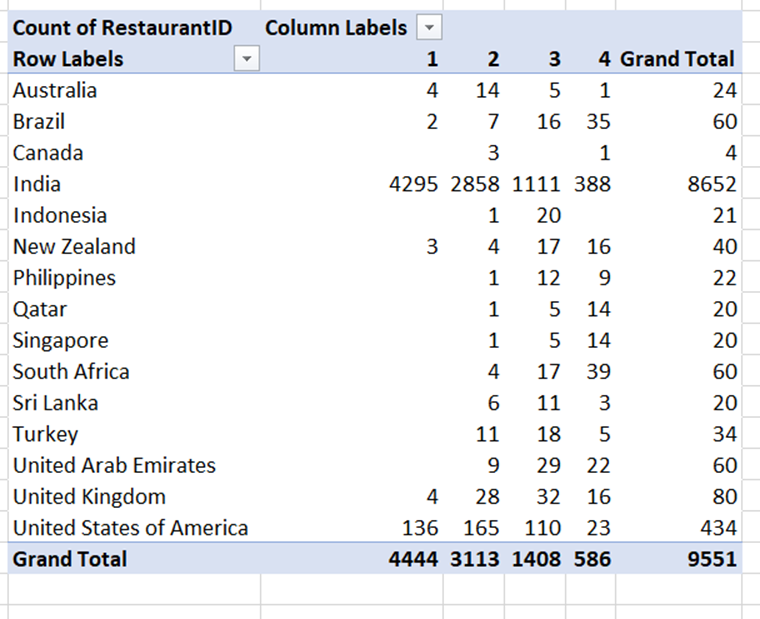 Count of RestaurantID Column Labels
Row Labels 1 2 3 4 Grand Total
Australia 4 14 5 1 24
Brazil 2 7 16 35 60
Canada 3 1 4
India 4295 2858 1111 388 8652
Indonesia 1 20 21
New Zealand 3 4 17 16 40
Philippines 1 12 9 22
Qatar 1 5 14 20
Singapore 1 5 14 20
South Africa 4 17 39 60
Sri Lanka 6 11 3 20
Turkey 11 18 5 34
United Arab Emirates 9 29 22 60
United Kingdom 4 28 32 16 80
United States of America 136 165 110 23 434
Grand Total 4444 3113 1408 586 9551